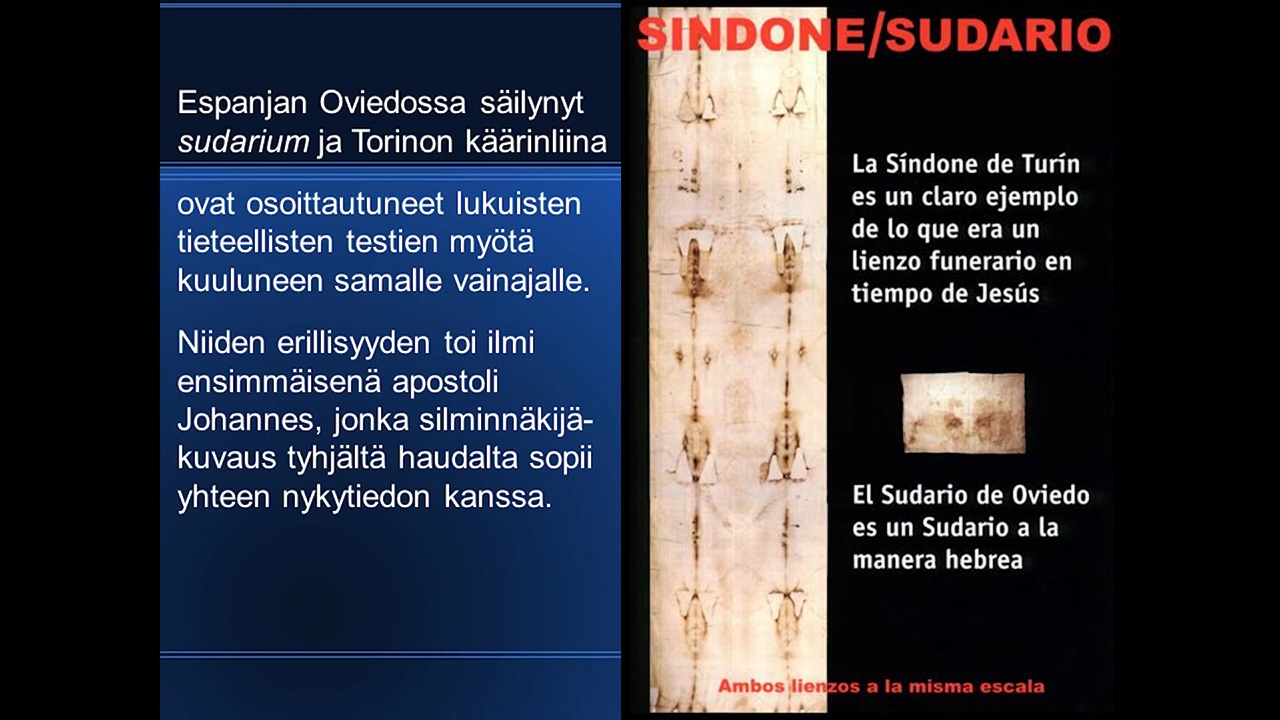 Espanjan Oviedossa säilynyt
sudarium ja Torinon käärinliina
ovat osoittautuneet lukuisten
tieteellisten testien myötä
kuuluneen samalle vainajalle.
Niiden erillisyyden toi ilmi
ensimmäisenä apostoli
Johannes, jonka silminnäkijä-
kuvaus tyhjältä haudalta sopii
yhteen nykytiedon kanssa.
SINDONE/SUDARIO
La Síndone de Turín
es un claro ejemplo
de lo que era un
lienzo funerario en
tiempo de Jesús
El Sudario de Oviedo
es un Sudario a la
manera hebrea
Ambos lienzos a la misma escala